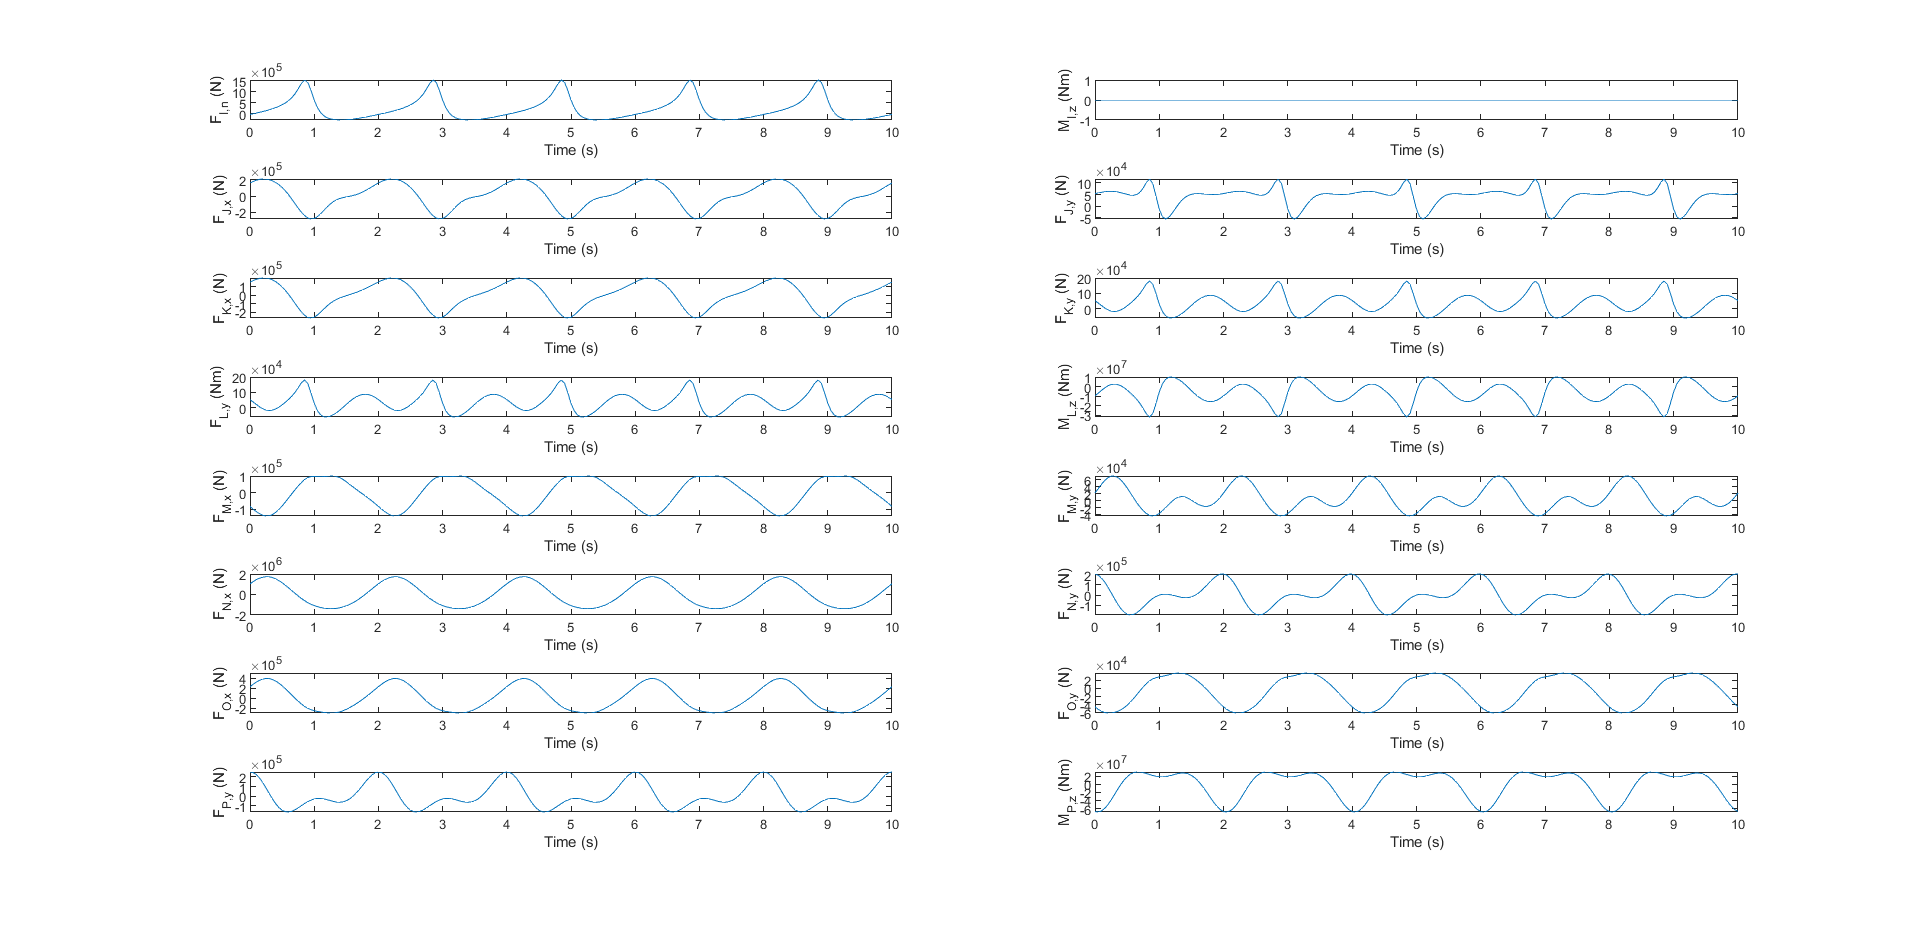 ×10^5
F_I,n (N)
15
10
5
0
0 1 2 3 4 5 6 7 8 9 10
Time (s)
M_I,z (Nm)
1
0
-1
0 1 2 3 4 5 6 7 8 9 10
Time (s)
×10^5
F_J,x (N)
2
0
-2
0 1 2 3 4 5 6 7 8 9 10
Time (s)
×10^4
F_J,y (N)
10
5
0
-5
0 1 2 3 4 5 6 7 8 9 10
Time (s)
×10^5
F_K,x (N)
1
0
-1
-2
0 1 2 3 4 5 6 7 8 9 10
Time (s)
×10^4
F_K,y (N)
20
10
0
0 1 2 3 4 5 6 7 8 9 10
Time (s)
×10^4
F_L,y (Nm)
20
10
0
0 1 2 3 4 5 6 7 8 9 10
Time (s)
×10^7
M_L,z (Nm)
1
0
-1
-2
-3
0 1 2 3 4 5 6 7 8 9 10
Time (s)
×10^5
F_M,x (N)
1
0
-1
0 1 2 3 4 5 6 7 8 9 10
Time (s)
×10^4
F_M,y (N)
6
4
2
0
-2
-4
0 1 2 3 4 5 6 7 8 9 10
Time (s)
×10^6
F_N,x (N)
2
0
-2
0 1 2 3 4 5 6 7 8 9 10
Time (s)
×10^5
F_N,y (N)
2
1
0
-1
0 1 2 3 4 5 6 7 8 9 10
Time (s)
×10^5
F_O,x (N)
4
2
0
-2
0 1 2 3 4 5 6 7 8 9 10
Time (s)
×10^4
F_O,y (N)
2
0
-2
-4
-6
0 1 2 3 4 5 6 7 8 9 10
Time (s)
×10^5
F_P,y (N)
2
1
0
-1
0 1 2 3 4 5 6 7 8 9 10
Time (s)
×10^7
M_P,z (Nm)
2
0
-2
-4
-6
0 1 2 3 4 5 6 7 8 9 10
Time (s)